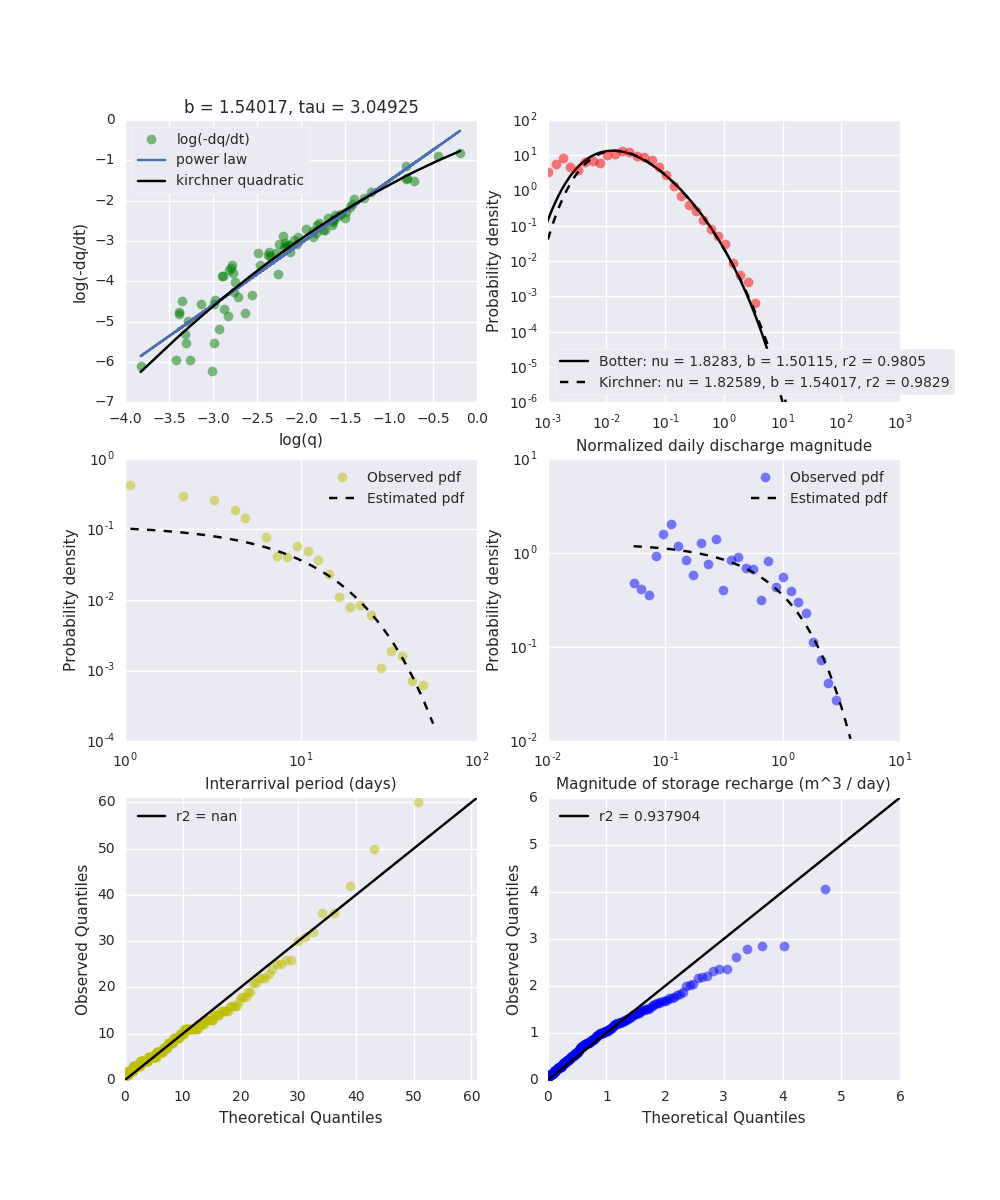 b = 1.54017, tau = 3.04925
0
−1
−2
−3
−4
−5
−6
−7
log(-dq/dt)
log(-dq/dt)
power law
kirchner quadratic
−4.0 −3.5 −3.0 −2.5 −2.0 −1.5 −1.0 −0.5 0.0
log(q)
10^2
10^1
10^0
10^-1
10^-2
10^-3
10^-4
10^-5
10^-6
Probability density
Botter: nu = 1.8283, b = 1.50115, r2 = 0.9805
Kirchner: nu = 1.82589, b = 1.54017, r2 = 0.9829
10^-3 10^-2 10^-1 10^0 10^1 10^2 10^3
Normalized daily discharge magnitude
10^0
10^-1
10^-2
10^-3
10^-4
Probability density
Observed pdf
Estimated pdf
10^0 10^1 10^2
Interarrival period (days)
10^1
10^0
10^-1
10^-2
Probability density
Observed pdf
Estimated pdf
10^-2 10^-1 10^0 10^1
Magnitude of storage recharge (m^3 / day)
60
50
40
30
20
10
0
Observed Quantiles
r2 = nan
0 10 20 30 40 50 60
Theoretical Quantiles
6
5
4
3
2
1
0
Observed Quantiles
r2 = 0.937904
0 1 2 3 4 5 6
Theoretical Quantiles